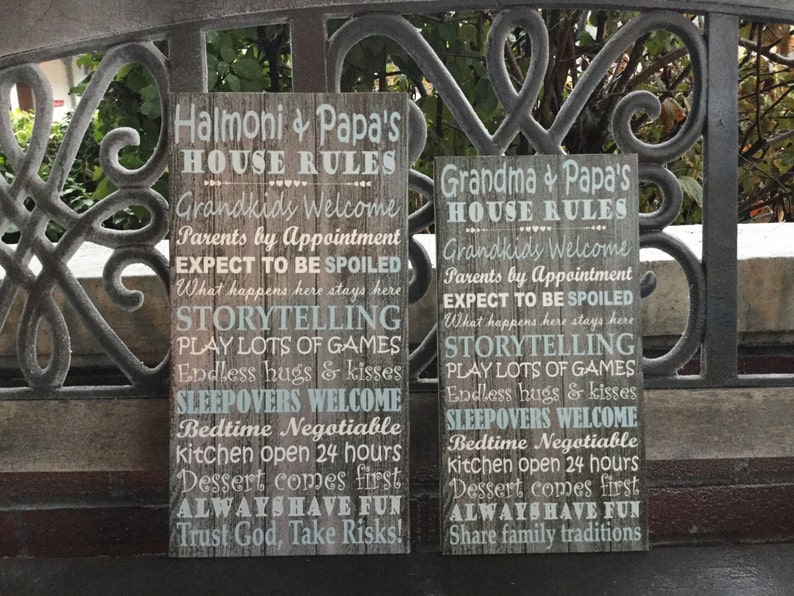 Halmoni & Papa's
HOUSE RULES
Grandkids Welcome
Parents by Appointment
EXPECT TO BE SPOILED
What happens here stays here
STORYTELLING
PLAY LOTS OF GAMES
Endless hugs & kisses
SLEEPOVERS WELCOME
Bedtime Negotiable
kitchen open 24 hours
Dessert comes first
ALWAYS HAVE FUN
Trust God, Take Risks!
Grandma & Papa's
HOUSE RULES
Grandkids Welcome
Parents by Appointment
EXPECT TO BE SPOILED
What happens here stays here
STORYTELLING
PLAY LOTS OF GAMES
Endless hugs & kisses
SLEEPOVERS WELCOME
Bedtime Negotiable
kitchen open 24 hours
Dessert comes first
ALWAYS HAVE FUN
Share family traditions